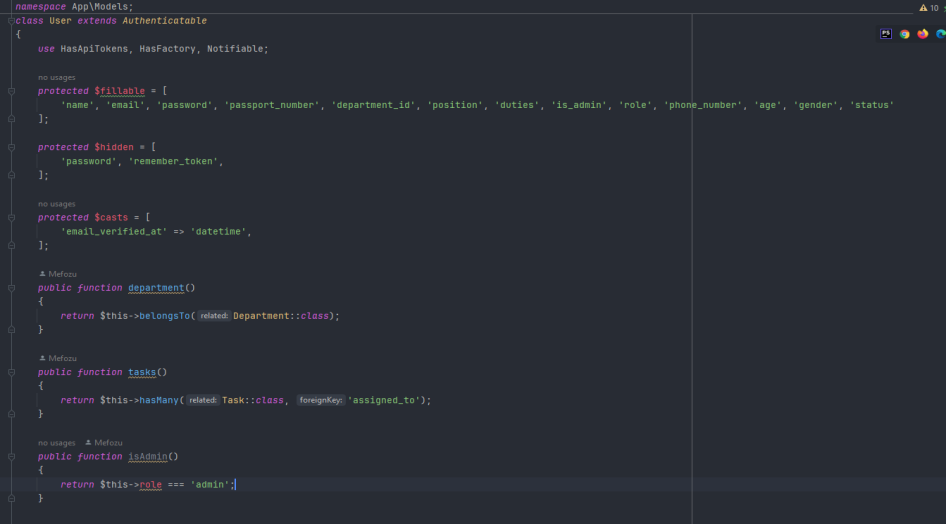 namespace App\Models;
10
class User extends Authenticatable
{
PS
use HasApiTokens, HasFactory, Notifiable;
no usages
protected $fillable = [
'name', 'email', 'password', 'passport_number', 'department_id', 'position', 'duties', 'is_admin', 'role', 'phone_number', 'age', 'gender', 'status'
];
protected $hidden = [
'password', 'remember_token',
];
no usages
protected $casts = [
'email_verified_at' => 'datetime',
];
Mefozu
public function department()
{
return $this->belongsTo( related: Department::class);
}
Mefozu
public function tasks()
{
return $this->hasMany( related: Task::class, foreignKey: 'assigned_to');
}
no usages Mefozu
public function isAdmin()
{
return $this->role === 'admin';
}